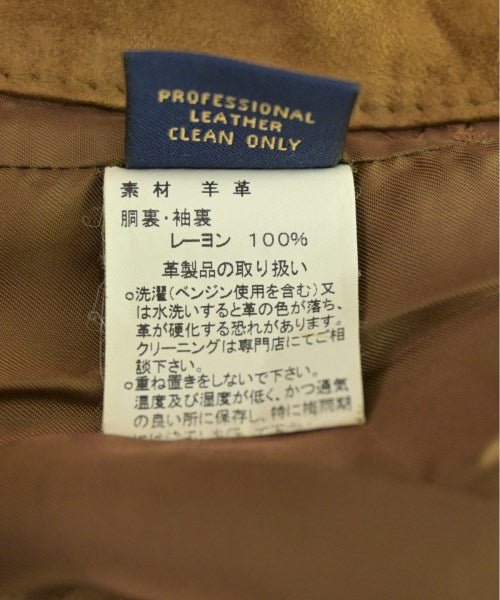 PROFESSIONAL
LEATHER
CLEAN ONLY
素材 羊革
胴裏・袖裏
レーヨン 100%
革製品の取り扱い
○洗濯(ベンジン使用を含む)又
は水洗いすると革の色が落ち、
革が硬化する恐れがあります。
クリーニングは専門店にてご相
談下さい。
○重ね置きをしないで下さい。
温度及び湿度が低く、かつ通気
の良い所に保存し、特に梅雨期